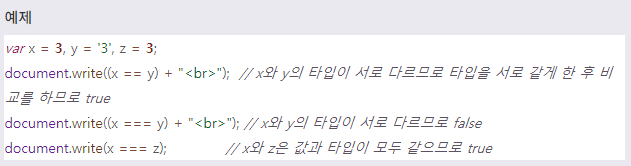 예제
var x = 3, y = '3', z = 3;
document.write((x == y) + "<br>"); // x와 y의 타입이 서로 다르므로 타입을 서로 같게 한 후 비
교를 하므로 true
document.write((x === y) + "<br>"); // x와 y의 타입이 서로 다르므로 false
document.write(x === z); // x와 z은 값과 타입이 모두 같으므로 true